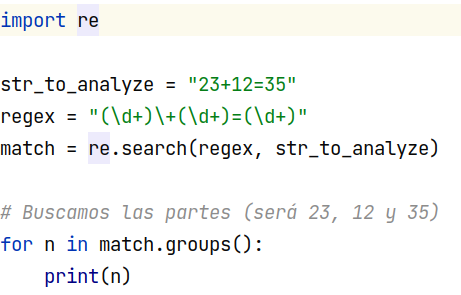 import re
str_to_analyze = "23+12=35"
regex = "(\d+)\+(\d+)=(\d+)"
match = re.search(regex, str_to_analyze)
# Buscamos las partes (será 23, 12 y 35)
for n in match.groups():
    print(n)